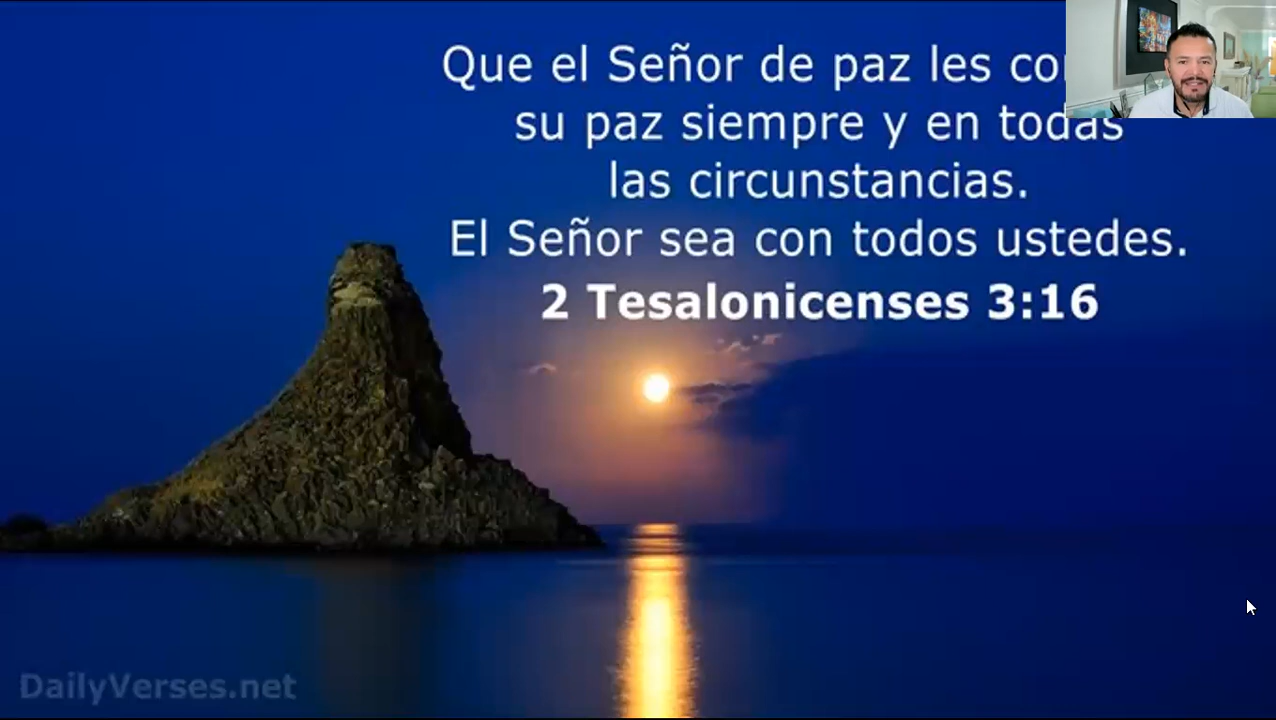 Que el Señor de paz les
su paz siempre y en todas
las circunstancias.
El Señor sea con todos ustedes.
2 Tesalonicenses 3:16
DailyVerses.net